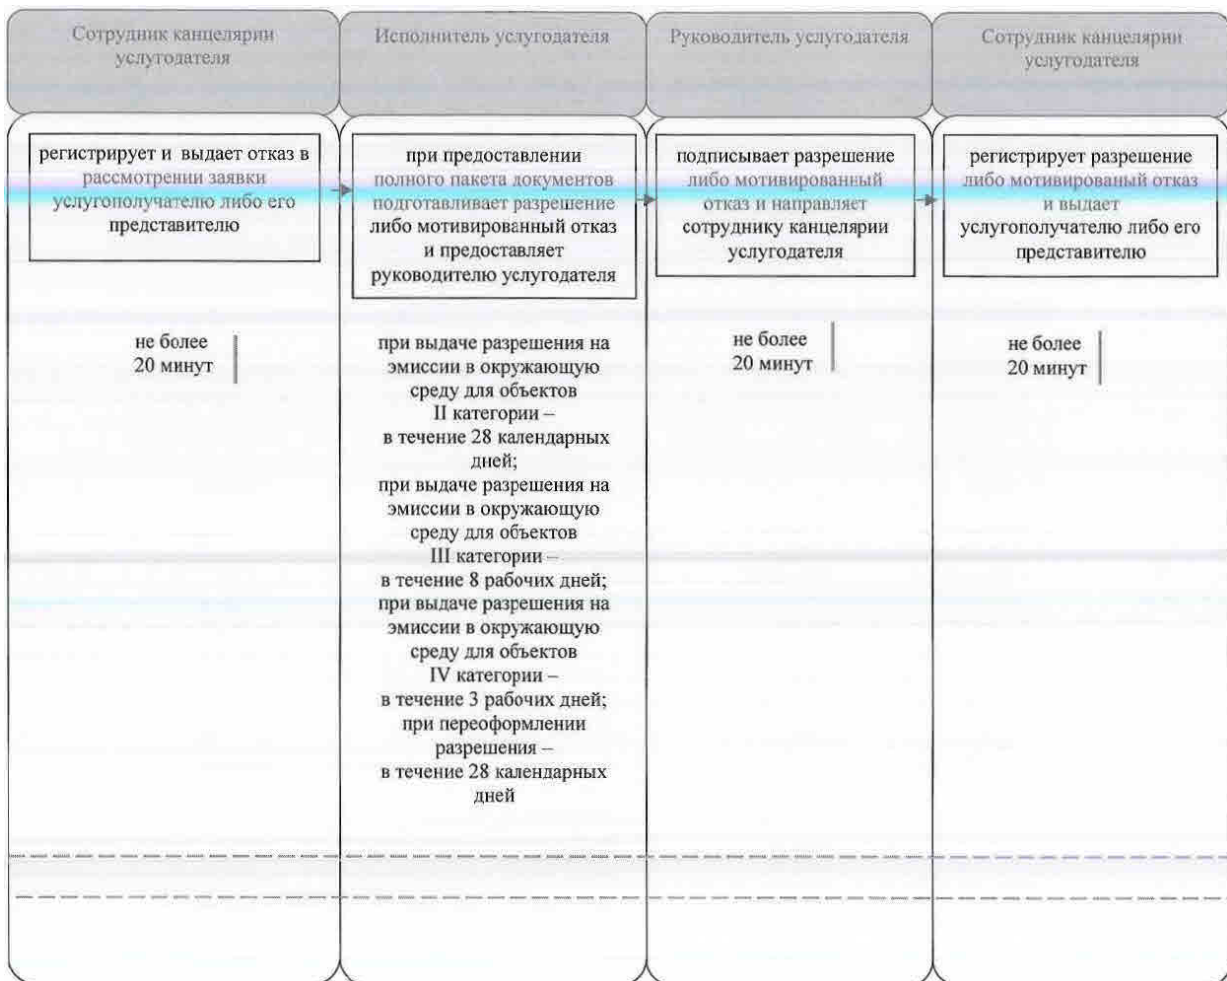 Сотрудник канцелярии
услугодателя
Исполнитель услугодателя
Руководитель услугодателя
Сотрудник канцелярии
услугодателя
регистрирует и выдает отказ в
рассмотрении заявки
услугополучателю либо его
представителю
при предоставлении
полного пакета документов
подготавливает разрешение
либо мотивированный отказ
и предоставляет
руководителю услугодателя
подписывает разрешение
либо мотивированный
отказ и направляет
сотруднику канцелярии
услугодателя
регистрирует разрешение
либо мотивированый отказ
и выдает
услугополучателю либо его
представителю
не более
20 минут
при выдаче разрешения на
эмиссии в окружающую
среду для объектов
II категории –
в течение 28 календарных
дней;
при выдаче разрешения на
эмиссии в окружающую
среду для объектов
III категории –
в течение 8 рабочих дней;
при выдаче разрешения на
эмиссии в окружающую
среду для объектов
IV категории –
в течение 3 рабочих дней;
при переоформлении
разрешения –
в течение 28 календарных
дней
не более
20 минут
не более
20 минут